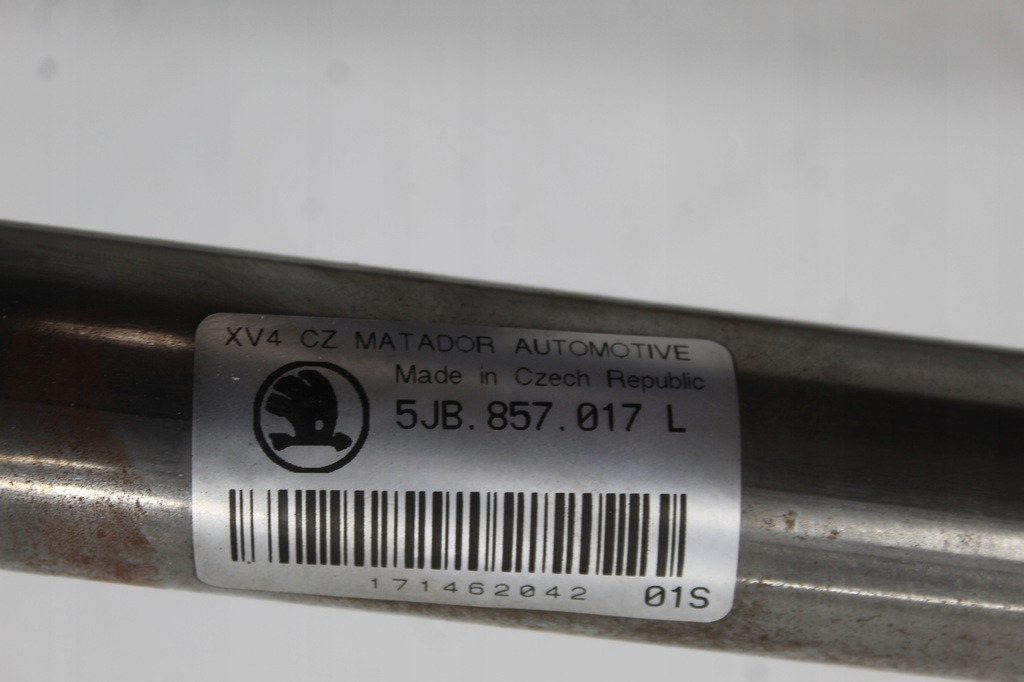 XV4 CZ MATADOR AUTOMOTIVE
Made in Czech Republic
5JB.857.017 L
171462042
01S